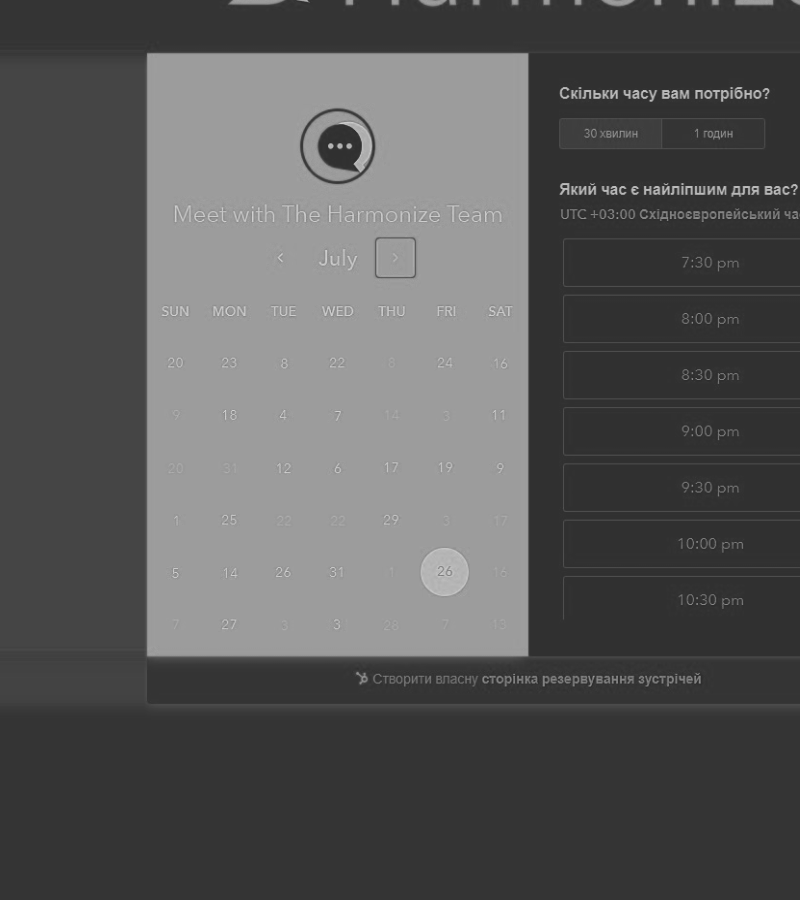 Harmonize
Meet with The Harmonize Team
July
SUN MON TUE WED THU FRI SAT
20 23 8 22 8 24 16
9 18 4 7 14 3 11
20 31 12 6 17 19 9
1 25 22 22 29 3 17
5 14 26 31 1 26 16
7 27 3 3 28 7 13
Скільки часу вам потрібно?
30 хвилин 1 годин
Який час є найліпшим для вас?
UTC +03:00 Східноєвропейський
7:30 pm
8:00 pm
8:30 pm
9:00 pm
9:30 pm
10:00 pm
10:30 pm
Створити власну сторінка резервування зустрічей